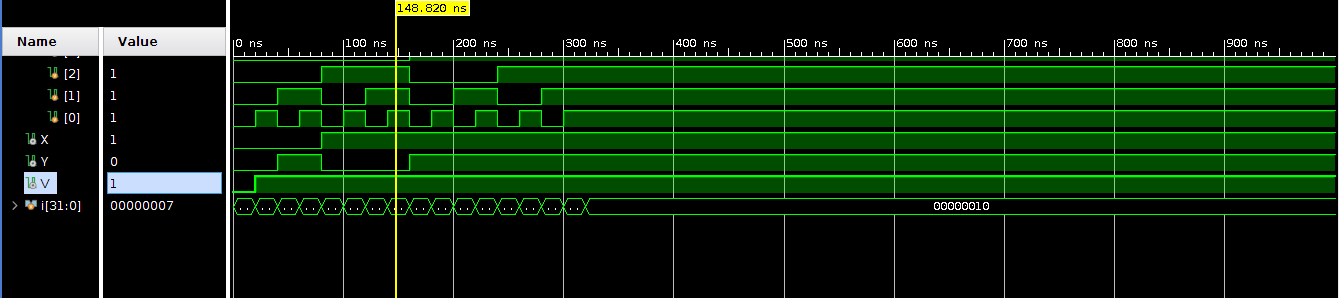 148.820 ns
Name Value
0 ns 100 ns 200 ns 300 ns 400 ns 500 ns 600 ns 700 ns 800 ns 900 ns
[2] 1
[1] 1
[0] 1
X 1
Y 0
V 1
i[31:0] 00000007 00000010